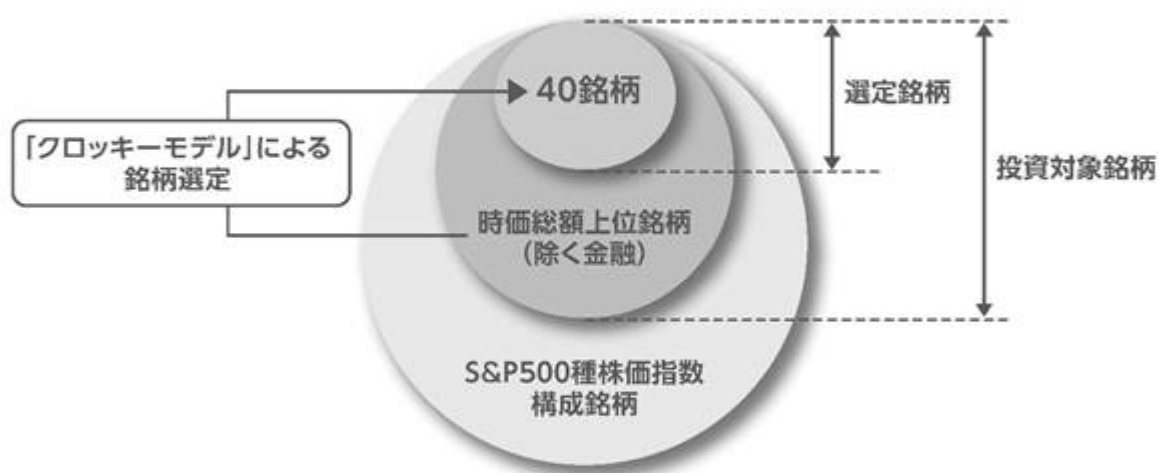 40銘柄
選定銘柄
「クロッキーモデル」による
銘柄選定
投資対象銘柄
時価総額上位銘柄
(除く金融)
S&P500種株価指数
構成銘柄